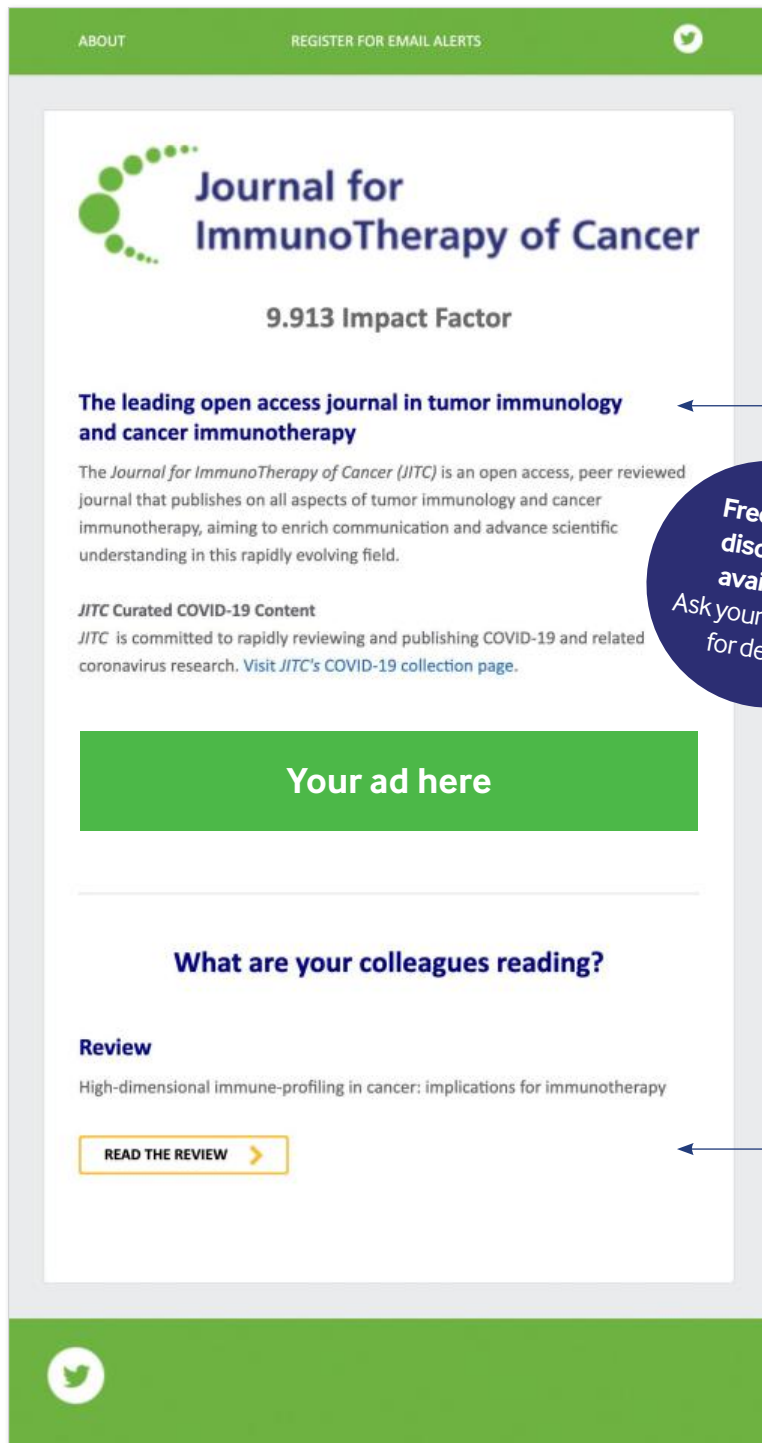 ABOUT REGISTER FOR EMAIL ALERTS
Journal for
ImmunoTherapy of Cancer
9.913 Impact Factor
The leading open access journal in tumor immunology
and cancer immunotherapy
The Journal for ImmunoTherapy of Cancer (JITC) is an open access, peer reviewed
journal that publishes on all aspects of tumor immunology and cancer
immunotherapy, aiming to enrich communication and advance scientific
understanding in this rapidly evolving field.
Ask your
for
JITC Curated COVID-19 Content
JITC is committed to rapidly reviewing and publishing COVID-19 and related
coronavirus research. Visit JITC's COVID-19 collection page.
Your ad here
What are your colleagues reading?
Review
High-dimensional immune-profiling in cancer: implications for immunotherapy
READ THE REVIEW